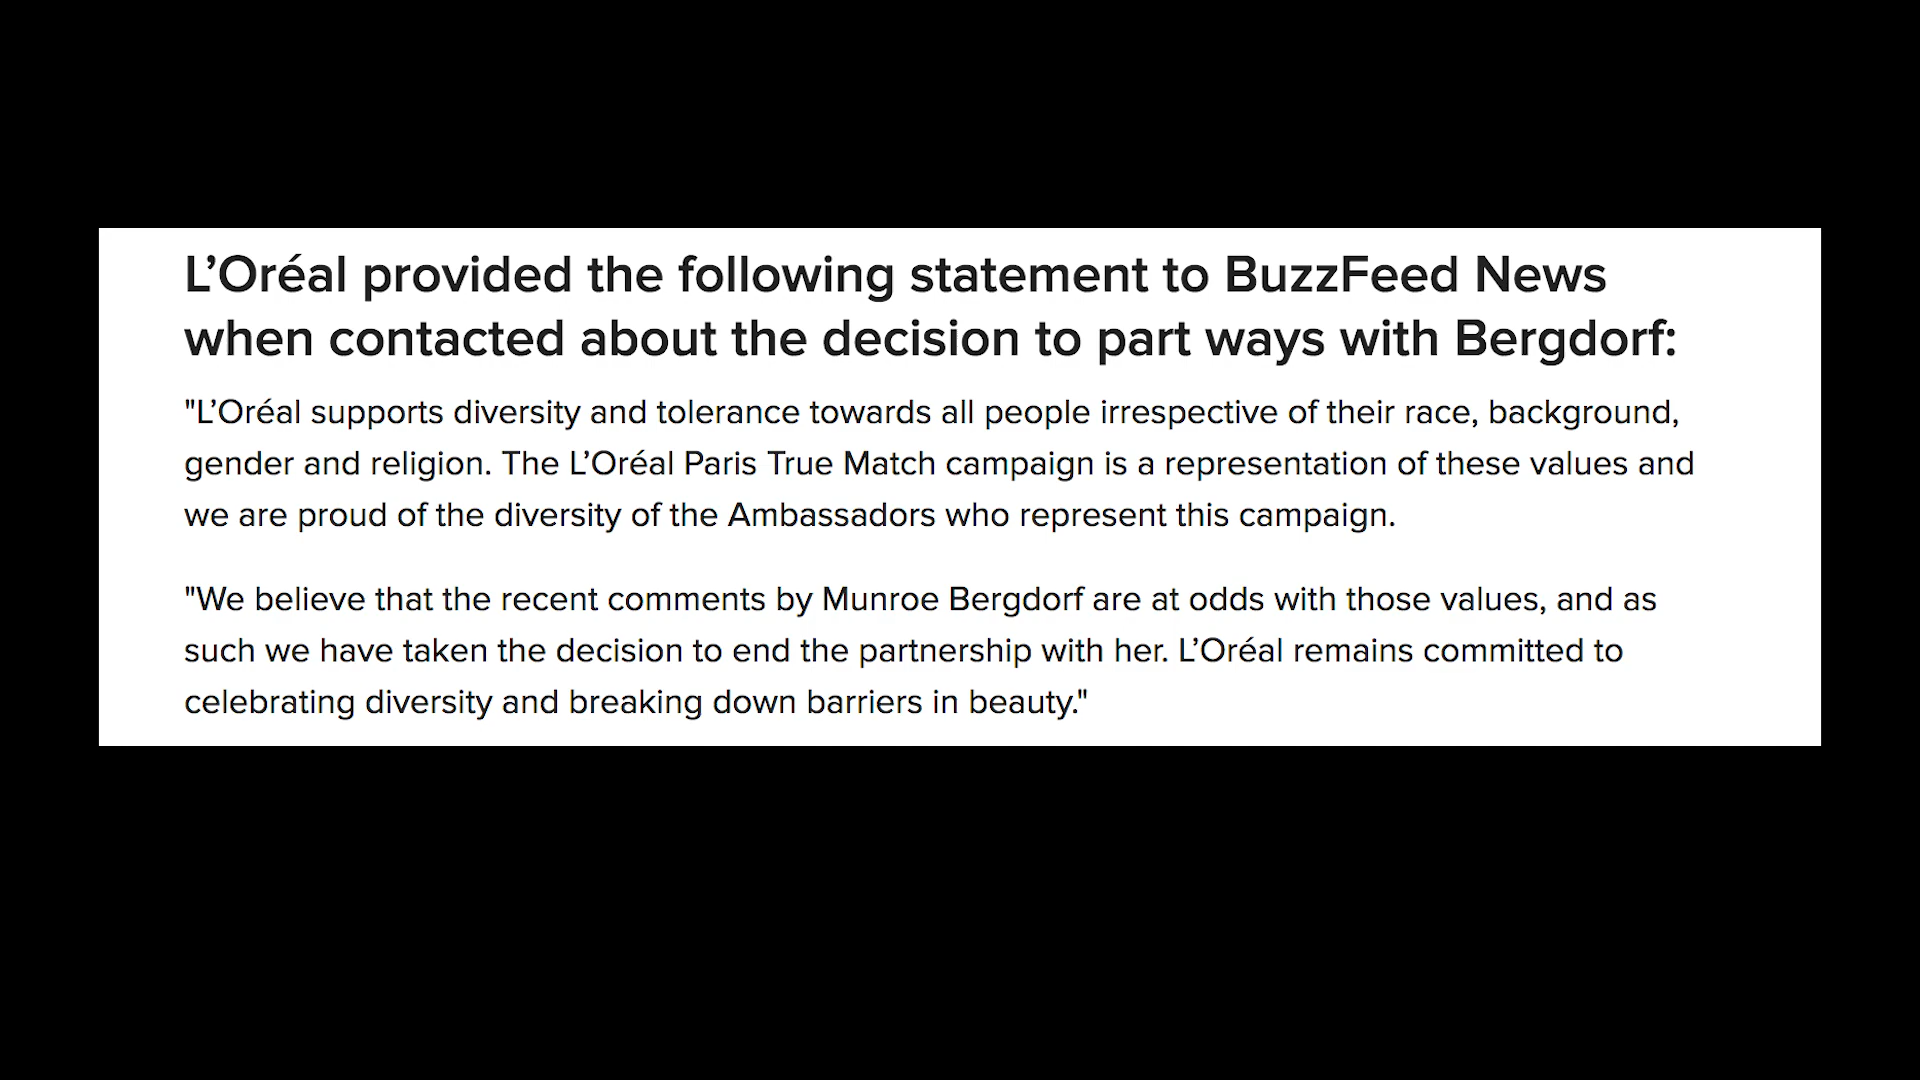 L’Oréal provided the following statement to BuzzFeed News
when contacted about the decision to part ways with Bergdorf:
"L’Oréal supports diversity and tolerance towards all people irrespective of their race, background,
gender and religion. The L’Oréal Paris True Match campaign is a representation of these values and
we are proud of the diversity of the Ambassadors who represent this campaign.
"We believe that the recent comments by Munroe Bergdorf are at odds with those values, and as
such we have taken the decision to end the partnership with her. L’Oréal remains committed to
celebrating diversity and breaking down barriers in beauty."